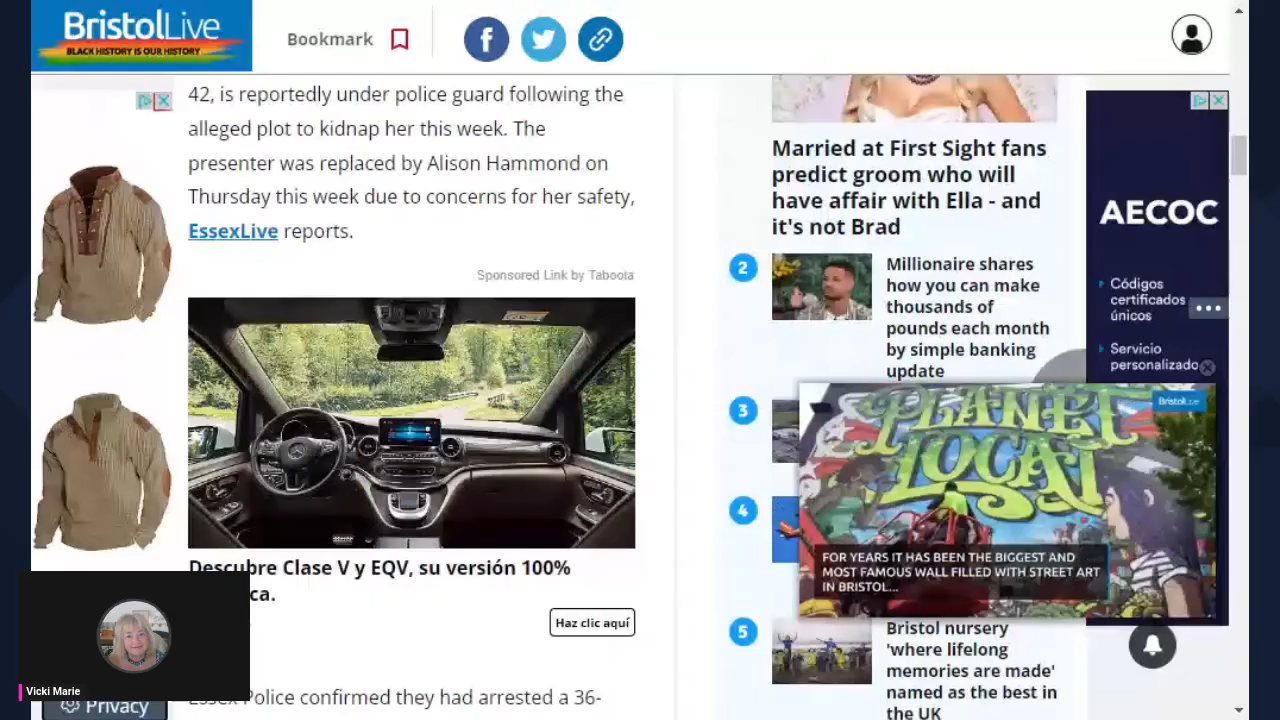 BristolLive
BLACK HISTORY IS OUR HISTORY
Bookmark
42, is reportedly under police guard following the
alleged plot to kidnap her this week. The
presenter was replaced by Alison Hammond on
Thursday this week due to concerns for her safety,
EssexLive reports.
Sponsored Link by Taboola
Descubre Clase V y EQV, su versión 100%
ca.
Haz clic aquí
Essex Police confirmed they had arrested a 36-
Vicki Marie
Privacy
Married at First Sight fans
predict groom who will
have affair with Ella - and
it's not Brad
2
Millionaire shares
how you can make
thousands of
pounds each month
by simple banking
update
3
4
5
Bristol nursery
'where lifelong
memories are made'
named as the best in
the UK
AECOC
Códigos
certificados
únicos
Servicio
personalizado
BristolLive
PLANET
LOCAL
FOR YEARS IT HAS BEEN THE BIGGEST AND
MOST FAMOUS WALL FILLED WITH STREET ART
IN BRISTOL...